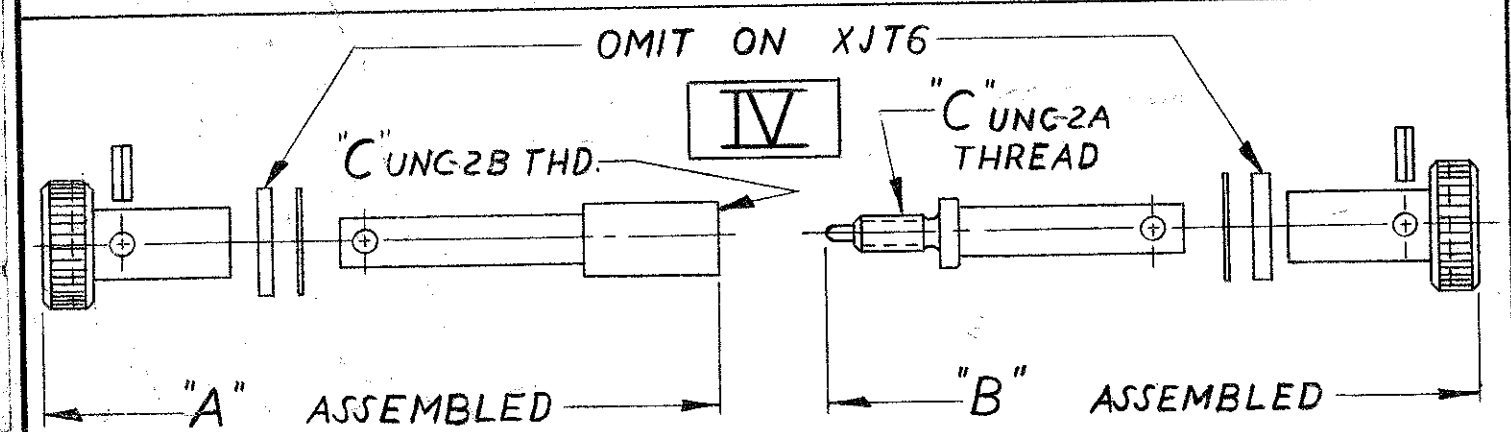 OMIT ON XJT6
IV
"C" UNC-2B THD.
"C" UNC-2A
THREAD
"A" ASSEMBLED
"B" ASSEMBLED